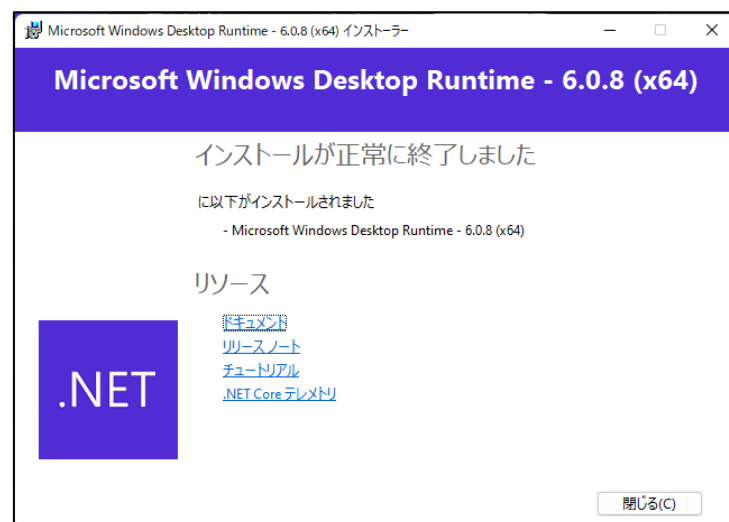 Microsoft Windows Desktop Runtime - 6.0.8 (x64) インストーラー
Microsoft Windows Desktop Runtime - 6.0.8 (x64)
インストールが正常に終了しました
に以下がインストールされました
- Microsoft Windows Desktop Runtime - 6.0.8 (x64)
リソース
ドキュメント
リリース ノート
チュートリアル
.NET Core テレメトリ
.NET
閉じる(C)